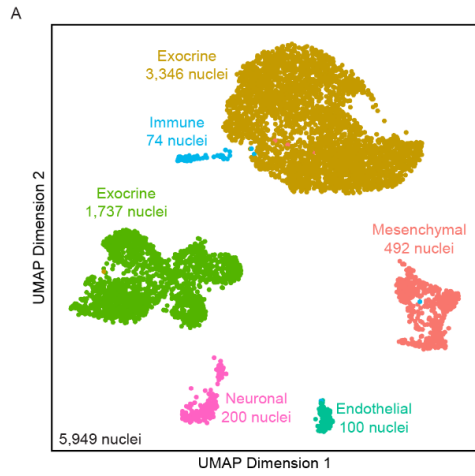 A
Exocrine
3,346 nuclei
Immune
74 nuclei
Exocrine
1,737 nuclei
Mesenchymal
492 nuclei
Neuronal
200 nuclei
Endothelial
100 nuclei
5,949 nuclei
UMAP Dimension 1
UMAP Dimension 2